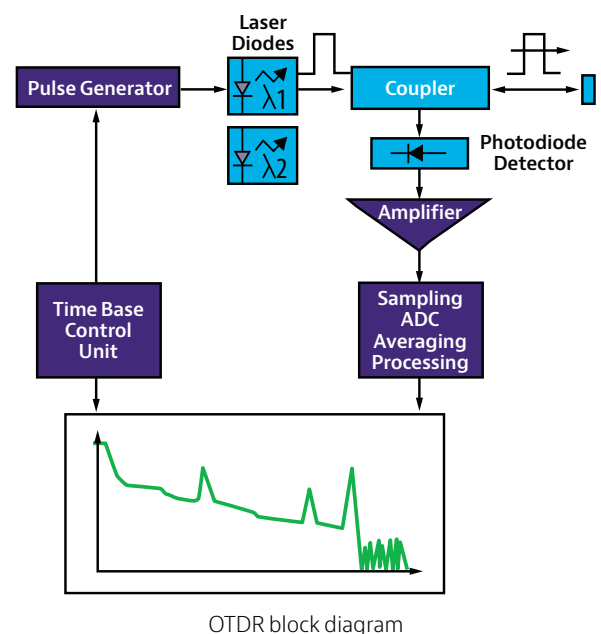 Laser
Diodes
Pulse Generator
λ1
Coupler
λ2
Photodiode
Detector
Amplifier
Time Base
Control
Unit
Sampling
ADC
Averaging
Processing
OTDR block diagram